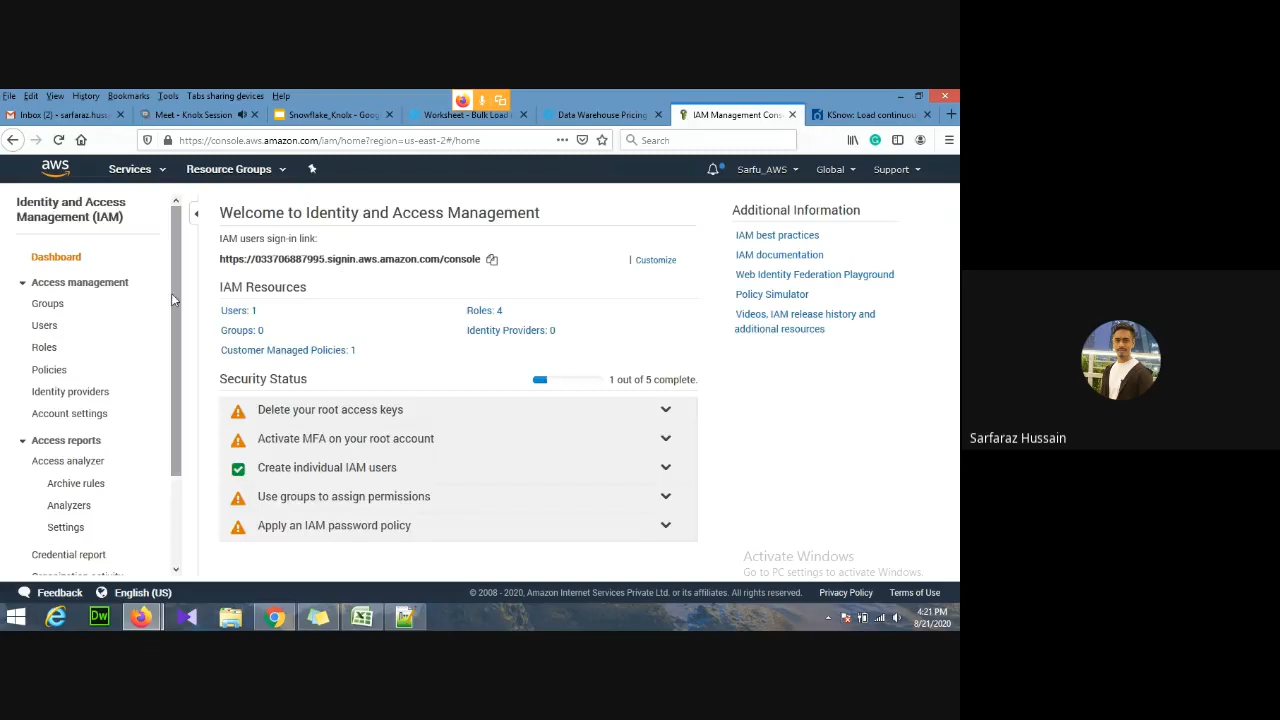 File Edit View History Bookmarks Tools Tabs sharing devices Help
Inbox (2) - sarfaraz.huss
Meet - Knolx Session
Snowflake_Knolx - Goog
Worksheet - Bulk Load
Data Warehouse Pricing
IAM Management Cons
KSnow: Load continuou
https://console.aws.amazon.com/iam/home?region=us-east-2#/home
Search
aws
Services
Resource Groups
Sarfu_AWS
Global
Support
Identity and Access
Management (IAM)
Dashboard
Access management
Groups
Users
Roles
Policies
Identity providers
Account settings
Access reports
Access analyzer
Archive rules
Analyzers
Settings
Credential report
Welcome to Identity and Access Management
IAM users sign-in link:
https://033706887995.signin.aws.amazon.com/console
| Customize
IAM Resources
Users: 1
Roles: 4
Groups: 0
Identity Providers: 0
Customer Managed Policies: 1
Security Status
1 out of 5 complete.
Delete your root access keys
Activate MFA on your root account
Create individual IAM users
Use groups to assign permissions
Apply an IAM password policy
Additional Information
IAM best practices
IAM documentation
Web Identity Federation Playground
Policy Simulator
Videos, IAM release history and
additional resources
Activate Windows
Go to PC settings to activate Windows.
Feedback
English (US)
© 2008 - 2020, Amazon Internet Services Private Ltd. or its affiliates. All rights reserved.
Privacy Policy
Terms of Use
Dw
4:21 PM
8/21/2020
Sarfaraz Hussain